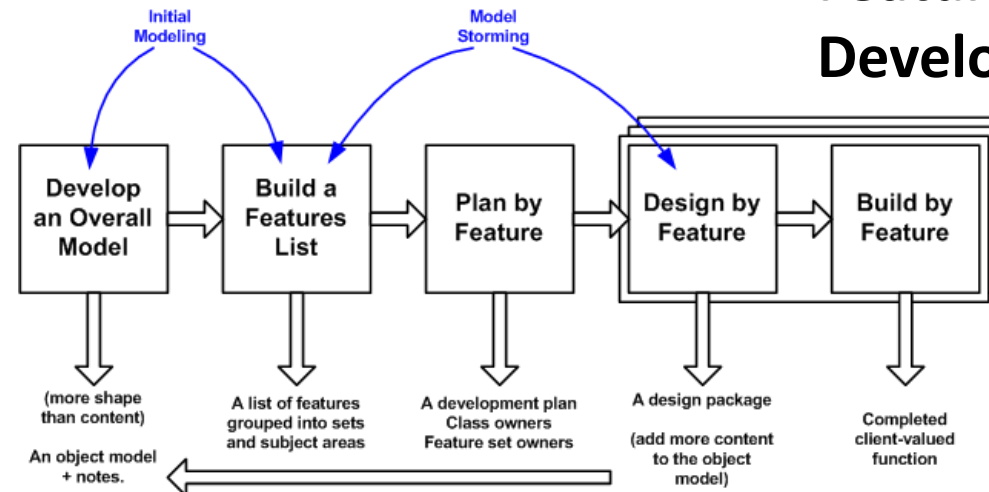 Initial
Modeling
Model
Storming
Develo
Develop
an Overall
Model
Build a
Features
List
Plan by
Feature
Design by
Feature
Build by
Feature
(more shape
than content)
An object model
+ notes.
A list of features
grouped into sets
and subject areas
A development plan
Class owners
Feature set owners
A design package
(add more content
to the object
model)
Completed
client-valued
function